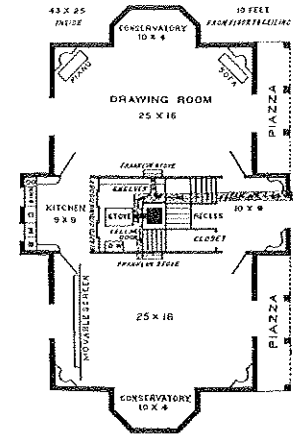 43 X 25
INSIDE
10 FEET
FROM FLOOR TO CEILING
CONSERVATORY
10 X 4
PIANO
SOFA
DRAWING ROOM
25 X 16
PIAZZA
FRANKLIN STOVE
SHELVES
KITCHEN
9 X 9
STOVE
RECESS
10 X 9
CLOSET
FRANKLIN STOVE
MOVABLE SCREEN
25 X 16
PIAZZA
CONSERVATORY
10 X 4